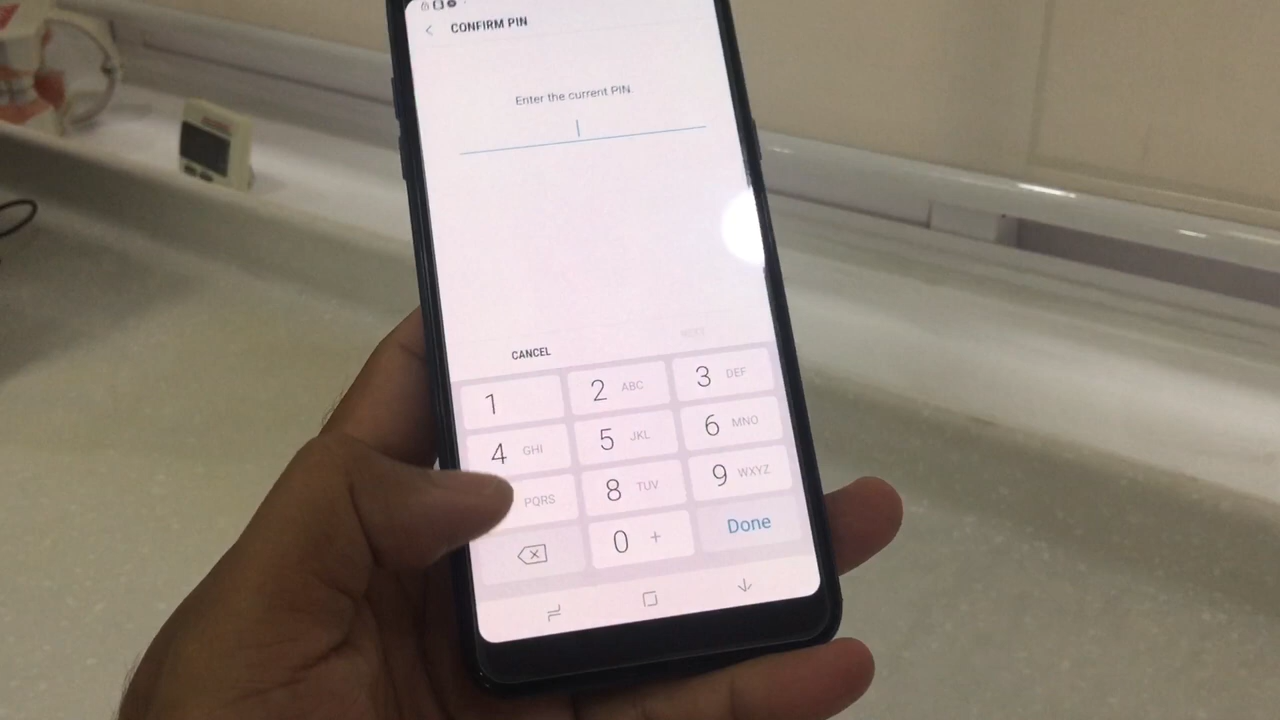 CONFIRM PIN
Enter the current PIN.
CANCEL NEXT
1 2 ABC 3 DEF
4 GHI 5 JKL 6 MNO
PQRS 8 TUV 9 WXYZ
0 + Done